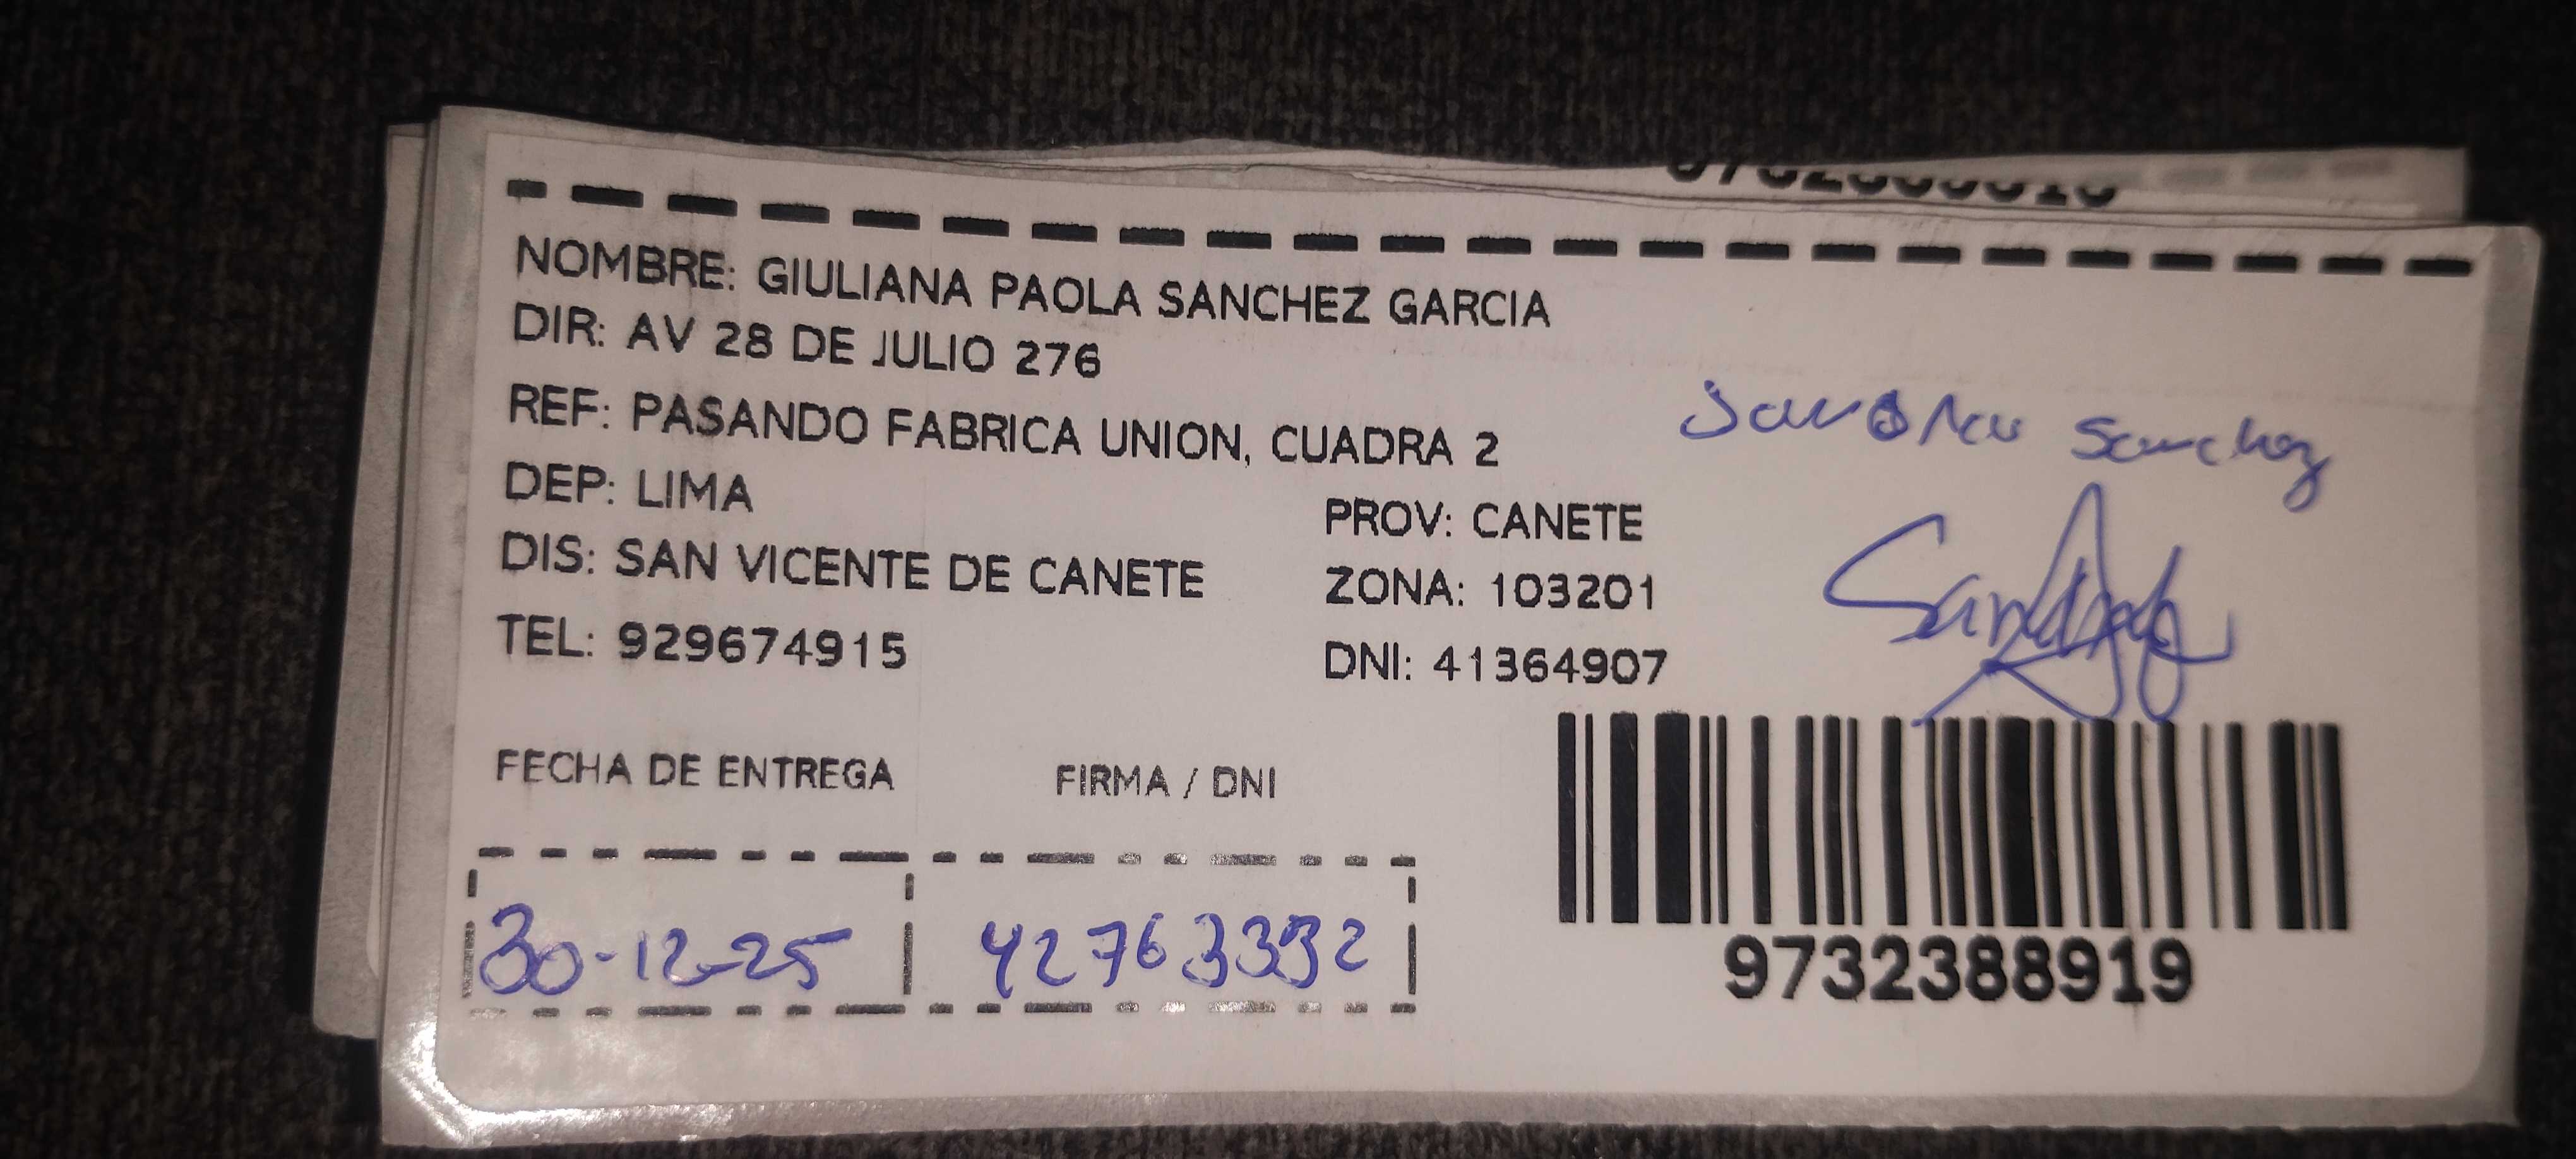 NOMBRE: GIULIANA PAOLA SANCHEZ GARCIA
DIR: AV 28 DE JULIO 276
REF: PASANDO FABRICA UNION, CUADRA 2
DEP: LIMA
PROV: CANETE
DIS: SAN VICENTE DE CANETE
ZONA: 103201
TEL: 929674915
DNI: 41364907
Sanchez
FECHA DE ENTREGA
FIRMA / DNI
30-12-25
42763392
9732388919